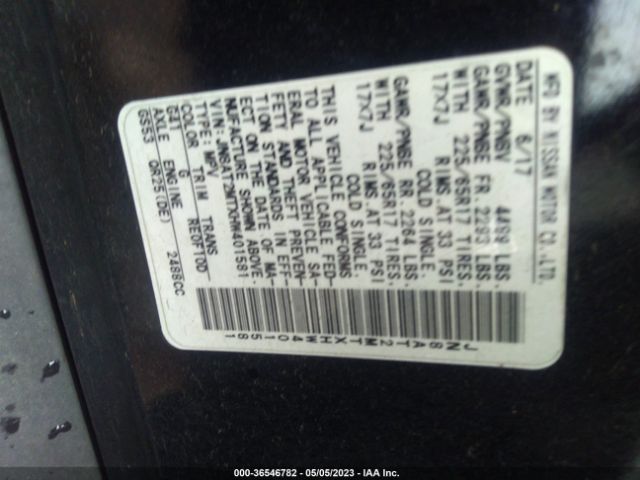 MFD BY NISSAN MOTOR CO.,LTD.
DATE 6/17
GVWR/PNBV 4489 LBS.
GAWR/PNBE FR. 2293 LBS.
WITH 225/65R17 TIRES.
17X7J RIMS. AT 33 PSI
COLD SINGLE.
GAWR/PNBE RR. 2264 LBS.
WITH 225/65R17 TIRES.
17X7J RIMS. AT 33 PSI
COLD SINGLE.
THIS VEHICLE CONFORMS
TO ALL APPLICABLE FED-
ERAL MOTOR VEHICLE SA-
FETY AND THEFT PREVEN-
TION STANDARDS IN EFF-
ECT ON THE DATE OF MA-
NUFACTURE SHOWN ABOVE.
VIN: JN8AT2MTXHW401581
TYPE: MPV
COLOR TRIM TRANS
G41 G RE0F10D
AXLE ENGINE
GS53 QR25(DE) 2488CC
JN8AT2MTXHW401581
000-36546782 - 05/05/2023 - IAA Inc.